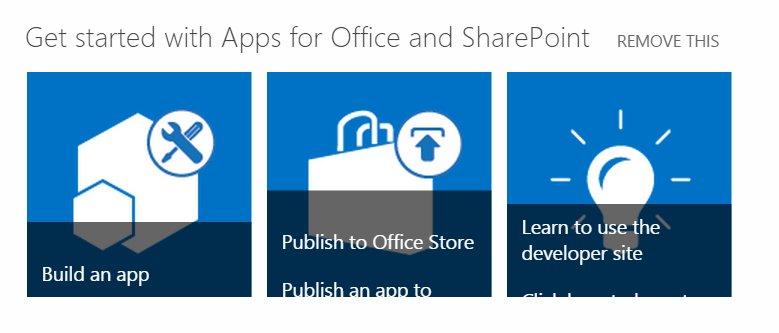 Get started with Apps for Office and SharePoint REMOVE THIS
Build an app
Publish to Office Store
Publish an app to
Learn to use the
developer site